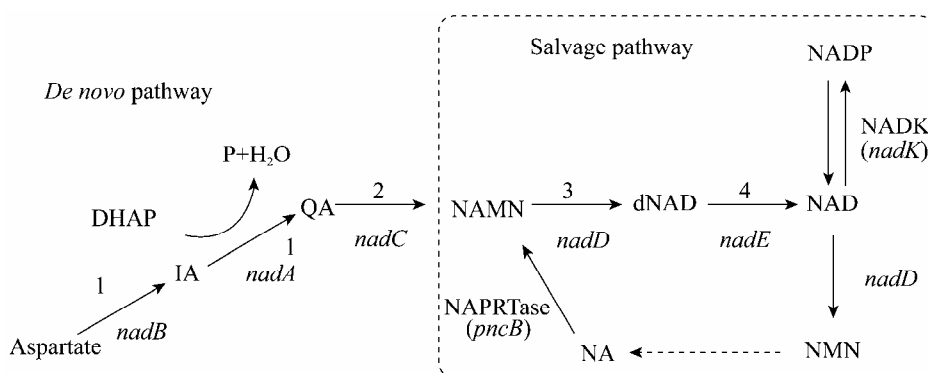 Salvagc pathway
NADP
De novo pathway
NADK
(nadK)
P+H₂O
DHAP
QA
2
nadC
NAMN
3
nadD
dNAD
4
nadE
NAD
1
IA
1
nadA
nadB
Aspartate
NAPRTase
(pncB)
nadD
NA
NMN